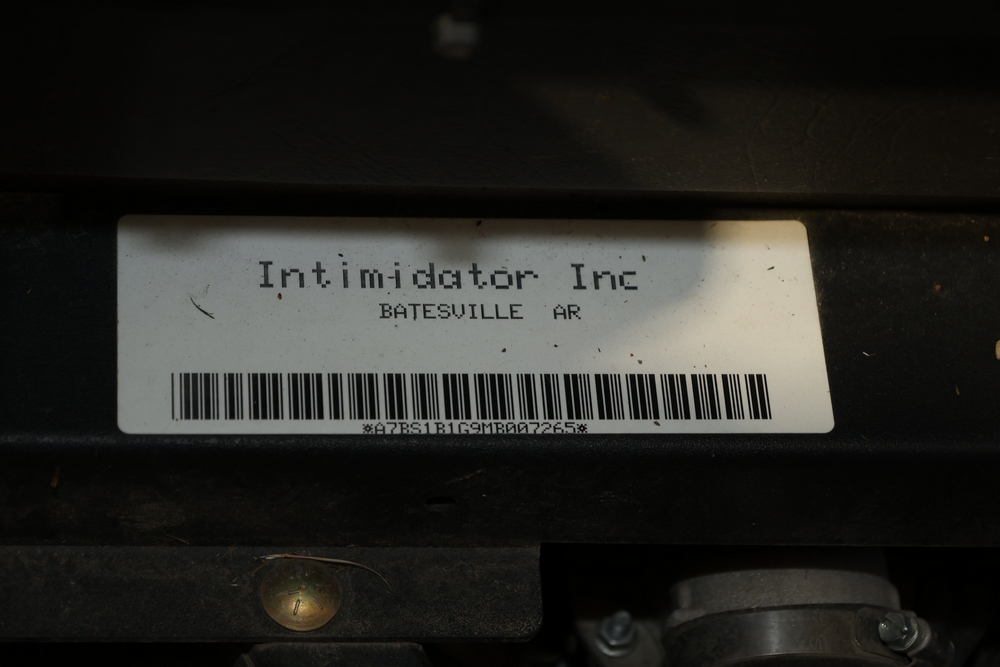 Intimidator Inc
BATESVILLE AR
*A7BS1B1G9MB007265*